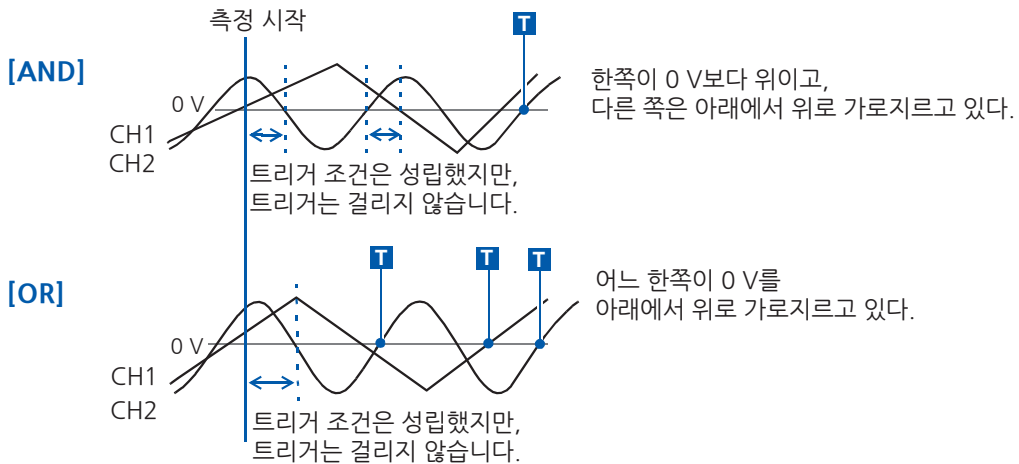 측정 시작
T
[AND]
한쪽이 0 V보다 위이고,
다른 쪽은 아래에서 위로 가로지르고 있다.
0 V
CH1
CH2
트리거 조건은 성립했지만,
트리거는 걸리지 않습니다.
T
T
T
[OR]
어느 한쪽이 0 V를
아래에서 위로 가로지르고 있다.
0 V
CH1
CH2
트리거 조건은 성립했지만,
트리거는 걸리지 않습니다.